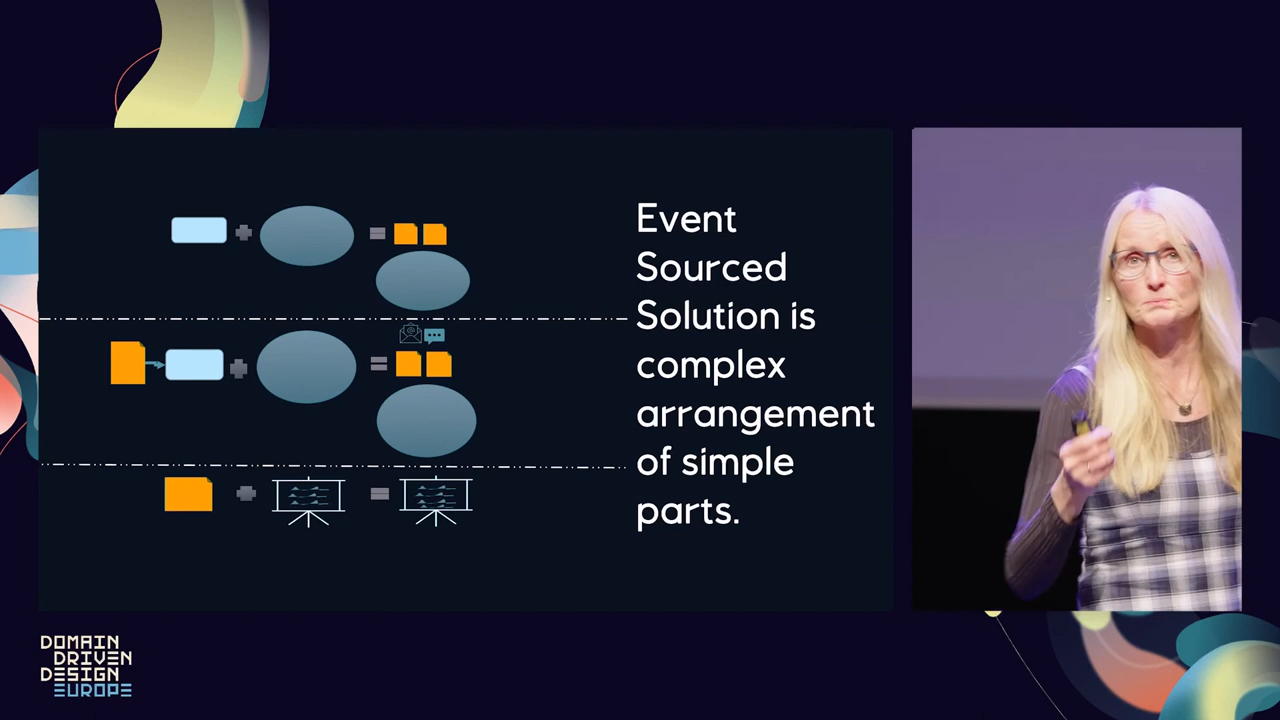 Event
Sourced
Solution is
complex
arrangement
of simple
parts.
DOMAIN
DRIVEN
DESIGN
EUROPE